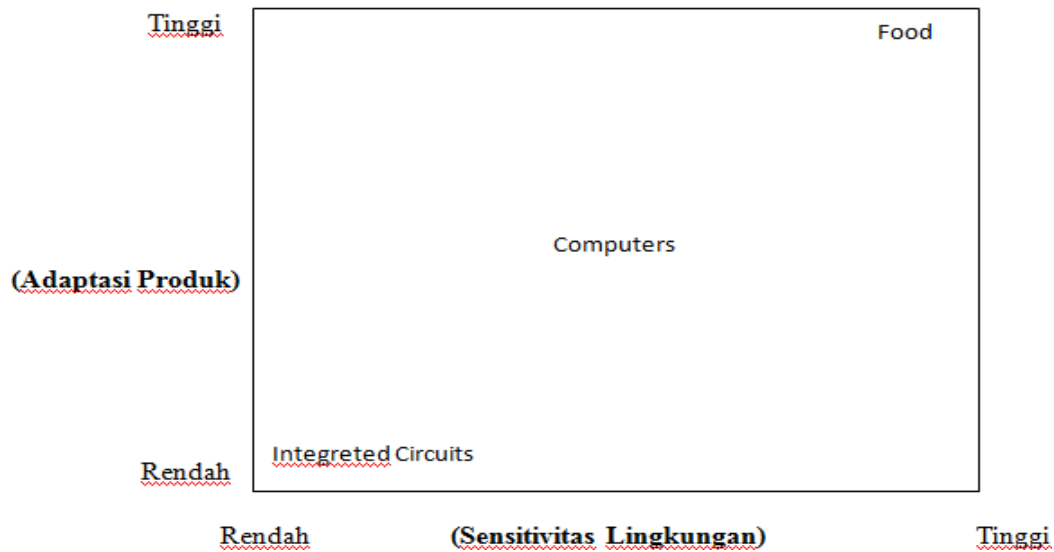 Tinggi
Food
Computers
(Adaptasi Produk)
Integreted Circuits
Rendah
Rendah (Sensitivitas Lingkungan) Tinggi